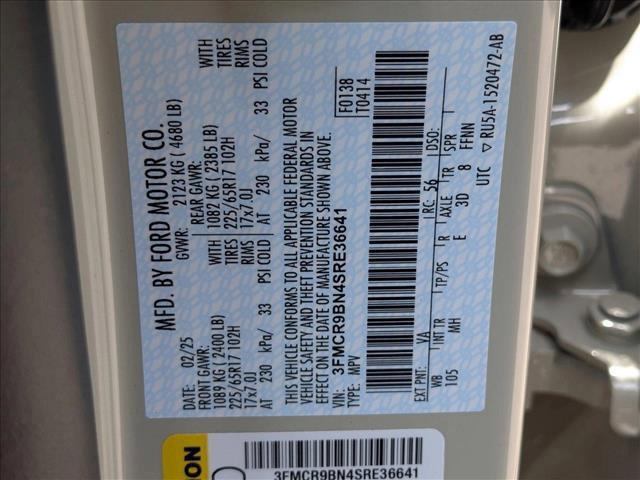 MFD. BY FORD MOTOR CO.
DATE: 02/25 GVWR: 2123 KG ( 4680 LB)
FRONT GAWR: REAR GAWR:
1089 KG ( 2400 LB) 1082 KG ( 2385 LB) WITH
225/65R17 102H 225/65R17 102H TIRES
17x7.0J 17x7.0J RIMS
AT 230 kPa/ 33 PSI COLD AT 230 kPa/ 33 PSI COLD
THIS VEHICLE CONFORMS TO ALL APPLICABLE FEDERAL MOTOR
VEHICLE SAFETY AND THEFT PREVENTION STANDARDS IN
EFFECT ON THE DATE OF MANUFACTURE SHOWN ABOVE.
VIN: 3FMCR9BN4SRE36641 F0138
TYPE: MPV T0414
EXT PNT: VA RC: 56 DSO:
WB INT TR TP/PS R AXLE TR SPR
105 MH E 3D 8 FFNN
UTC ▽RU5A-1520472-AB
3FMCR9BN4SRE36641